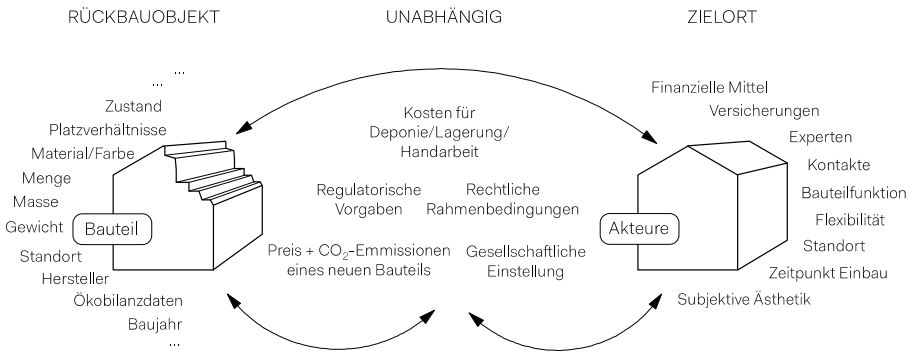 RÜCKBAUOBJEKT
...
...
Zustand
Platzverhältnisse
Material/Farbe
Menge
Masse
Gewicht
Bauteil
Standort
Hersteller
Ökobilanzdaten
Baujahr
...
UNABHÄNGIG
Kosten für
Deponie/Lagerung/
Handarbeit
Regulatorische
Vorgaben
Rechtliche
Rahmenbedingungen
Preis + CO₂-Emmissionen
eines neuen Bauteils
Gesellschaftliche
Einstellung
ZIELORT
Finanzielle Mittel
Versicherungen
Experten
Kontakte
Bauteilfunktion
Akteure
Flexibilität
Standort
Zeitpunkt Einbau
Subjektive Ästhetik